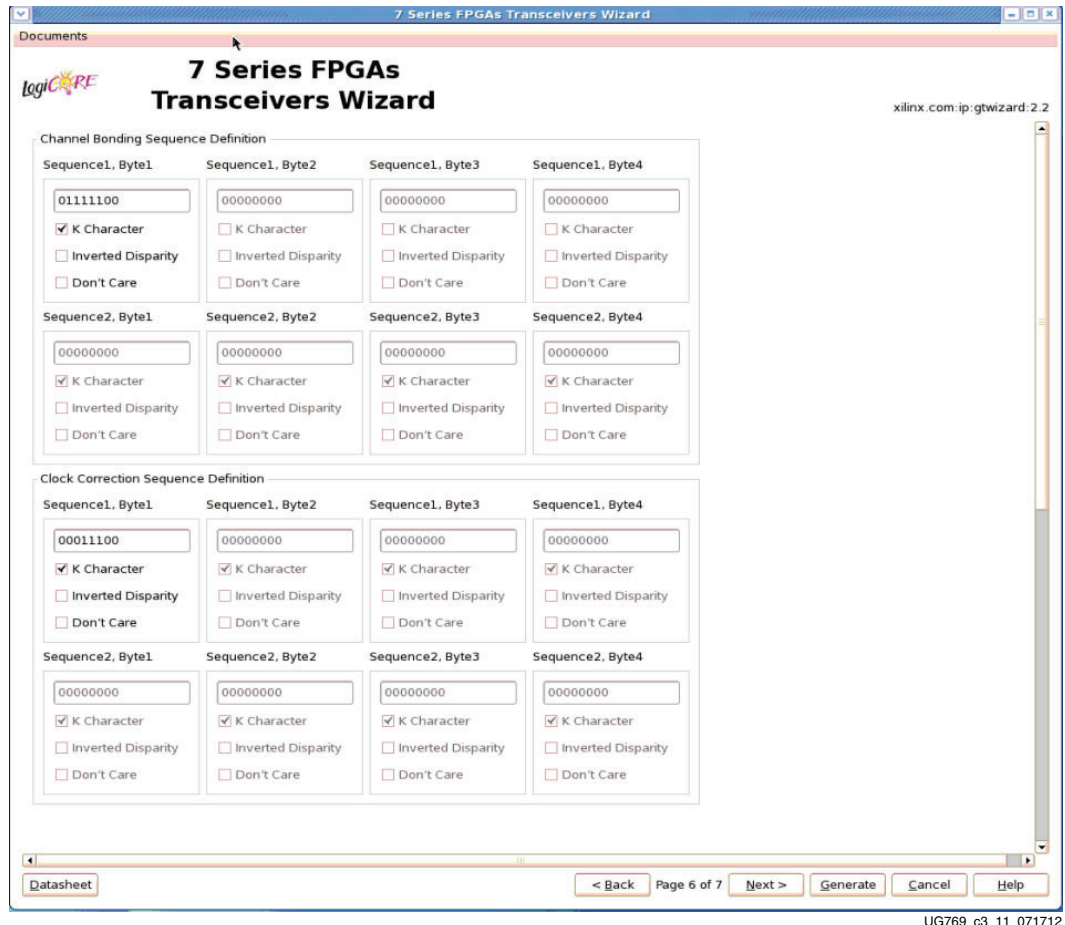 7 Series FPGAs Transceivers Wizard
Documents
logiCORE
7 Series FPGAs
Transceivers Wizard
xilinx.com:ip:gtwizard:2.2
Channel Bonding Sequence Definition
Sequence1, Byte1 Sequence1, Byte2 Sequence1, Byte3 Sequence1, Byte4
01111100 00000000 00000000 00000000
K Character K Character K Character K Character
Inverted Disparity Inverted Disparity Inverted Disparity Inverted Disparity
Don't Care Don't Care Don't Care Don't Care
Sequence2, Byte1 Sequence2, Byte2 Sequence2, Byte3 Sequence2, Byte4
00000000 00000000 00000000 00000000
K Character K Character K Character K Character
Inverted Disparity Inverted Disparity Inverted Disparity Inverted Disparity
Don't Care Don't Care Don't Care Don't Care
Clock Correction Sequence Definition
Sequence1, Byte1 Sequence1, Byte2 Sequence1, Byte3 Sequence1, Byte4
00011100 00000000 00000000 00000000
K Character K Character K Character K Character
Inverted Disparity Inverted Disparity Inverted Disparity Inverted Disparity
Don't Care Don't Care Don't Care Don't Care
Sequence2, Byte1 Sequence2, Byte2 Sequence2, Byte3 Sequence2, Byte4
00000000 00000000 00000000 00000000
K Character K Character K Character K Character
Inverted Disparity Inverted Disparity Inverted Disparity Inverted Disparity
Don't Care Don't Care Don't Care Don't Care
Datasheet < Back Page 6 of 7 Next > Generate Cancel Help
UG769_c3_11_071712